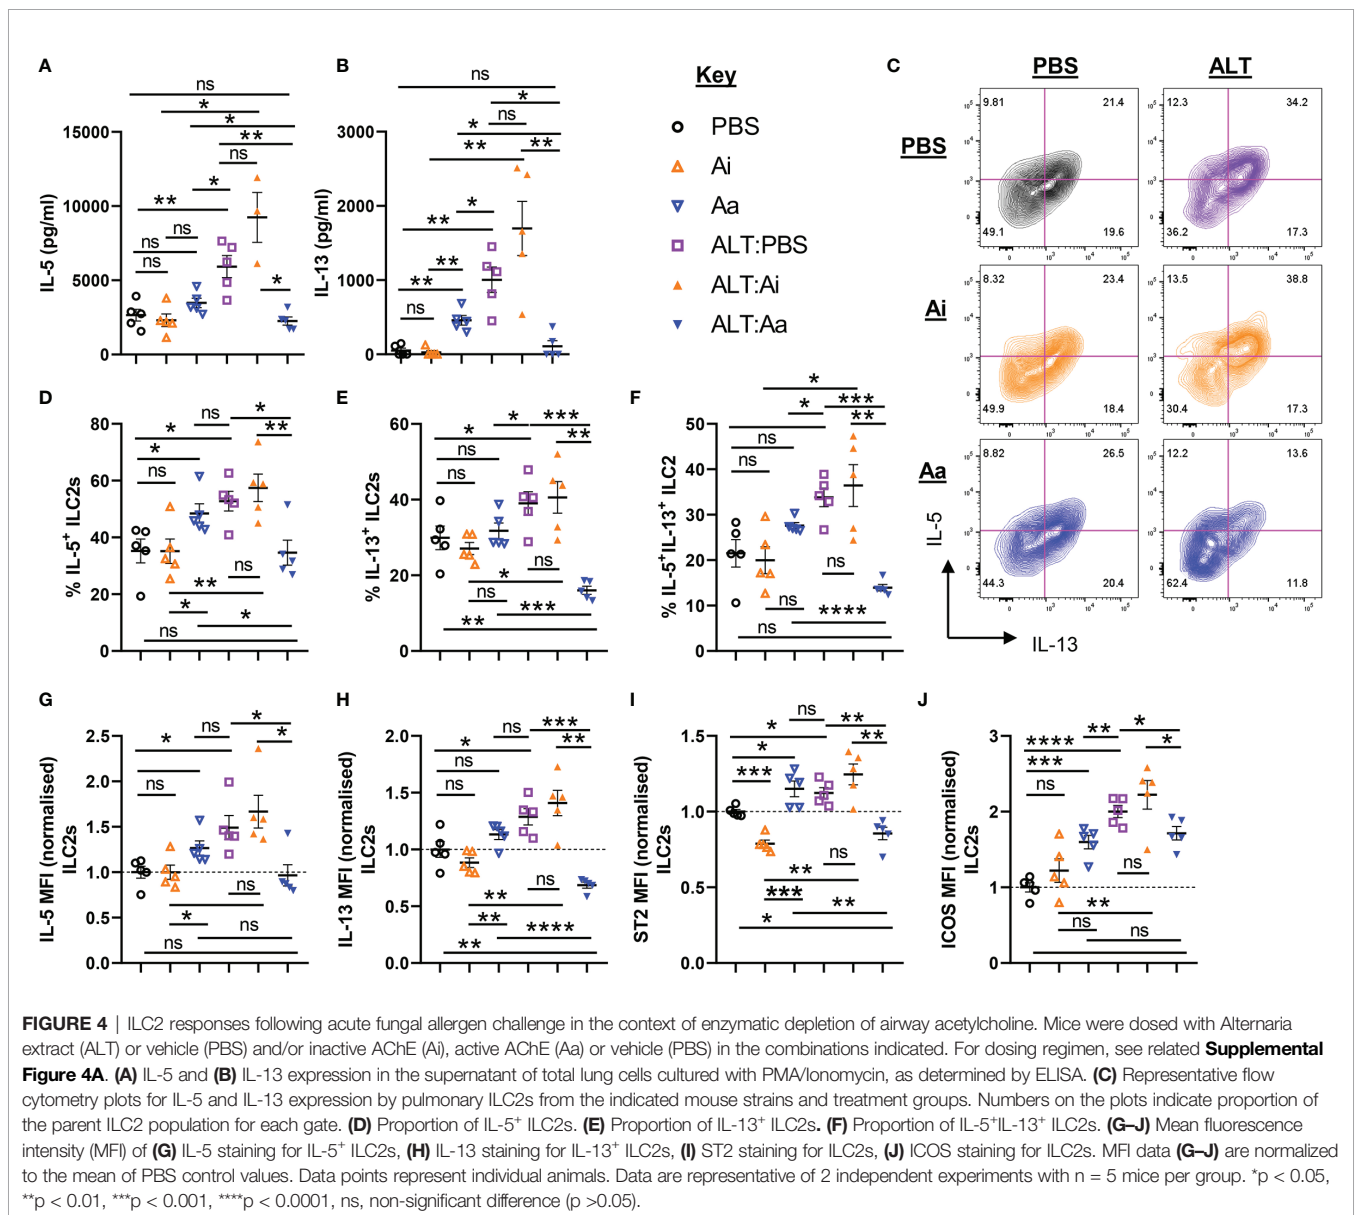 A
B
C
Key
PBS
Ai
Aa
ALT:PBS
ALT:Ai
ALT:Aa
ns
*
*
**
ns
*
**
ns
ns
ns
*
15000
10000
5000
0
IL-5 (pg/ml)
ns
*
ns
*
**
**
*
**
**
**
ns
3000
2000
1000
0
IL-13 (pg/ml)
PBS
ALT
PBS
Ai
Aa
9.81
21.4
49.1
19.6
12.3
34.2
36.2
17.3
8.32
23.4
49.9
18.4
13.5
38.8
30.4
17.3
8.82
26.5
44.3
20.4
12.2
13.6
62.4
11.8
IL-5
IL-13
D
E
F
ns
*
*
**
*
ns
ns
**
*
*
ns
80
60
40
20
0
% IL-5⁺ ILC2s
*
***
*
**
ns
ns
ns
*
ns
***
**
60
40
20
0
% IL-13⁺ ILC2s
*
***
*
**
ns
ns
ns
ns
****
ns
50
40
30
20
10
0
% IL-5⁺IL-13⁺ ILC2
G
H
I
J
*
ns
*
*
ns
ns
*
ns
ns
2.5
2.0
1.5
1.0
0.5
0.0
IL-5 MFI (normalised)
ILC2s
***
ns
**
*
ns
ns
ns
**
**
****
**
1.5
1.0
0.5
0.0
2.0
IL-13 MFI (normalised)
ILC2s
ns
**
*
**
*
***
ns
**
***
**
*
1.5
1.0
0.5
0.0
ST2 MFI (normalised)
ILC2s
*
**
****
*
***
ns
ns
**
ns
ns
3
2
1
0
ICOS MFI (normalised)
ILC2s
FIGURE 4 | ILC2 responses following acute fungal allergen challenge in the context of enzymatic depletion of airway acetylcholine. Mice were dosed with Alternaria
extract (ALT) or vehicle (PBS) and/or inactive AChE (Ai), active AChE (Aa) or vehicle (PBS) in the combinations indicated. For dosing regimen, see related Supplemental
Figure 4A. (A) IL-5 and (B) IL-13 expression in the supernatant of total lung cells cultured with PMA/Ionomycin, as determined by ELISA. (C) Representative flow
cytometry plots for IL-5 and IL-13 expression by pulmonary ILC2s from the indicated mouse strains and treatment groups. Numbers on the plots indicate proportion of
the parent ILC2 population for each gate. (D) Proportion of IL-5⁺ ILC2s. (E) Proportion of IL-13⁺ ILC2s. (F) Proportion of IL-5⁺IL-13⁺ ILC2s. (G–J) Mean fluorescence
intensity (MFI) of (G) IL-5 staining for IL-5⁺ ILC2s, (H) IL-13 staining for IL-13⁺ ILC2s, (I) ST2 staining for ILC2s, (J) ICOS staining for ILC2s. MFI data (G–J) are normalized
to the mean of PBS control values. Data points represent individual animals. Data are representative of 2 independent experiments with n = 5 mice per group. *p < 0.05,
**p < 0.01, ***p < 0.001, ****p < 0.0001, ns, non-significant difference (p >0.05).